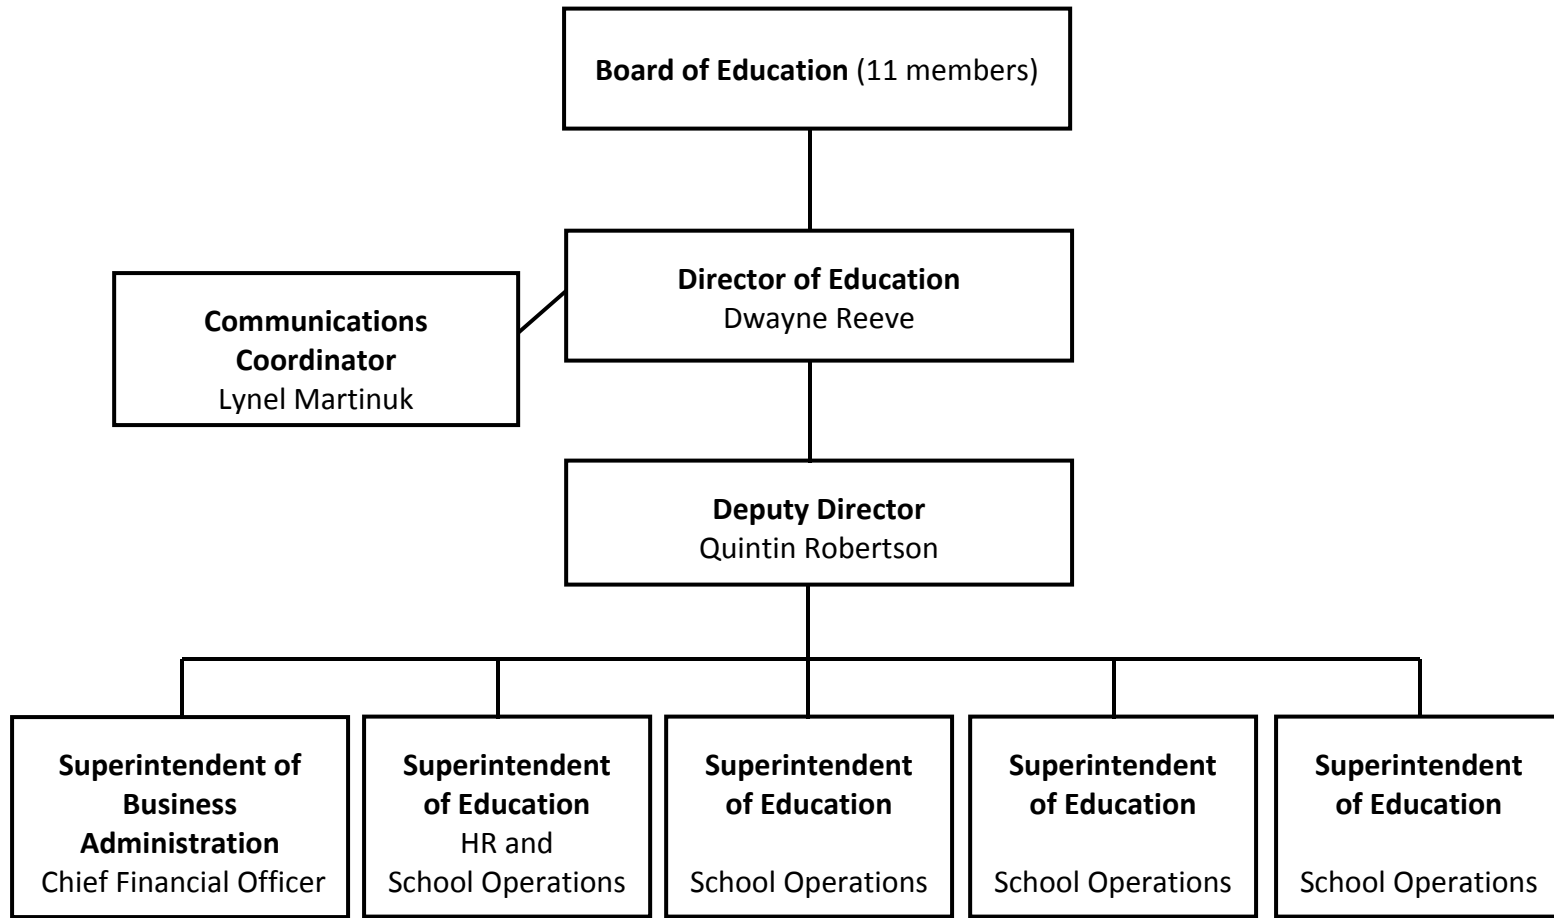 Board of Education (11 members)
Director of Education
Dwayne Reeve
Communications
Coordinator
Lynel Martinuk
Deputy Director
Quintin Robertson
Superintendent of
Business
Administration
Chief Financial Officer
Superintendent
of Education
HR and
School Operations
Superintendent
of Education
School Operations
Superintendent
of Education
School Operations
Superintendent
of Education
School Operations